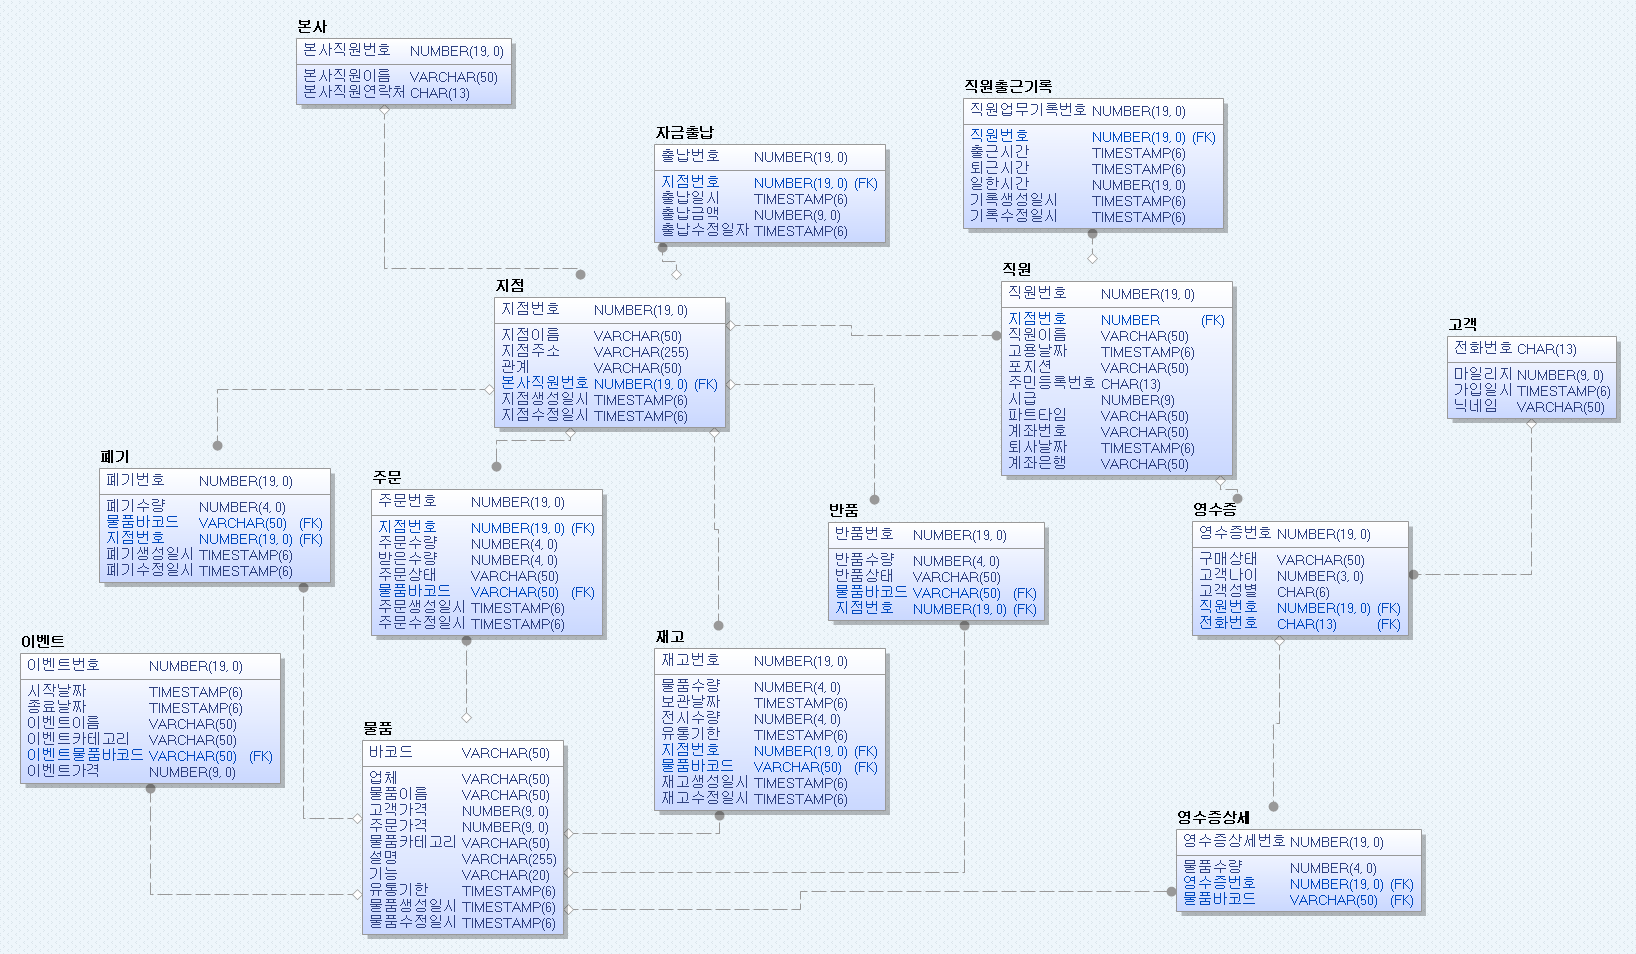 본사
본사직원번호 NUMBER(19, 0)
본사직원이름 VARCHAR(50)
본사직원연락처 CHAR(13)
직원출근기록
직원업무기록번호 NUMBER(19, 0)
직원번호 NUMBER(19, 0) (FK)
출근시간 TIMESTAMP(6)
퇴근시간 TIMESTAMP(6)
일한시간 NUMBER(19, 0)
기록생성일시 TIMESTAMP(6)
기록수정일시 TIMESTAMP(6)
자금출납
출납번호 NUMBER(19, 0)
지점번호 NUMBER(19, 0) (FK)
출납일시 TIMESTAMP(6)
출납금액 NUMBER(9, 0)
출납수정일자 TIMESTAMP(6)
지점
지점번호 NUMBER(19, 0)
지점이름 VARCHAR(50)
지점주소 VARCHAR(255)
관계 VARCHAR(50)
본사직원번호 NUMBER(19, 0) (FK)
지점생성일시 TIMESTAMP(6)
지점수정일시 TIMESTAMP(6)
직원
직원번호 NUMBER(19, 0)
지점번호 NUMBER (FK)
직원이름 VARCHAR(50)
고용날짜 TIMESTAMP(6)
포지션 VARCHAR(50)
주민등록번호 CHAR(13)
시급 NUMBER(9)
파트타임 VARCHAR(50)
계좌번호 VARCHAR(50)
퇴사날짜 TIMESTAMP(6)
계좌은행 VARCHAR(50)
고객
전화번호 CHAR(13)
마일리지 NUMBER(9, 0)
가입일시 TIMESTAMP(6)
닉네임 VARCHAR(50)
폐기
폐기번호 NUMBER(19, 0)
폐기수량 NUMBER(4, 0)
물품바코드 VARCHAR(50) (FK)
지점번호 NUMBER(19, 0) (FK)
폐기생성일시 TIMESTAMP(6)
폐기수정일시 TIMESTAMP(6)
주문
주문번호 NUMBER(19, 0)
지점번호 NUMBER(19, 0) (FK)
주문수량 NUMBER(4, 0)
받은수량 NUMBER(4, 0)
주문상태 VARCHAR(50)
물품바코드 VARCHAR(50) (FK)
주문생성일시 TIMESTAMP(6)
주문수정일시 TIMESTAMP(6)
반품
반품번호 NUMBER(19, 0)
반품수량 NUMBER(4, 0)
반품상태 VARCHAR(50)
물품바코드 VARCHAR(50) (FK)
지점번호 NUMBER(19, 0) (FK)
영수증
영수증번호 NUMBER(19, 0)
구매상태 VARCHAR(50)
고객나이 NUMBER(3, 0)
고객성별 CHAR(6)
직원번호 NUMBER(19, 0) (FK)
전화번호 CHAR(13) (FK)
이벤트
이벤트번호 NUMBER(19, 0)
시작날짜 TIMESTAMP(6)
종료날짜 TIMESTAMP(6)
이벤트이름 VARCHAR(50)
이벤트카테고리 VARCHAR(50)
이벤트물품바코드 VARCHAR(50) (FK)
이벤트가격 NUMBER(9, 0)
재고
재고번호 NUMBER(19, 0)
물품수량 NUMBER(4, 0)
보관날짜 TIMESTAMP(6)
전시수량 NUMBER(4, 0)
유통기한 TIMESTAMP(6)
지점번호 NUMBER(19, 0) (FK)
물품바코드 VARCHAR(50) (FK)
재고생성일시 TIMESTAMP(6)
재고수정일시 TIMESTAMP(6)
물품
바코드 VARCHAR(50)
업체 VARCHAR(50)
물품이름 VARCHAR(50)
고객가격 NUMBER(9, 0)
주문가격 NUMBER(9, 0)
물품카테고리 VARCHAR(50)
설명 VARCHAR(255)
기능 VARCHAR(20)
유통기한 TIMESTAMP(6)
물품생성일시 TIMESTAMP(6)
물품수정일시 TIMESTAMP(6)
영수증상세
영수증상세번호 NUMBER(19, 0)
물품수량 NUMBER(4, 0)
영수증번호 NUMBER(19, 0) (FK)
물품바코드 VARCHAR(50) (FK)